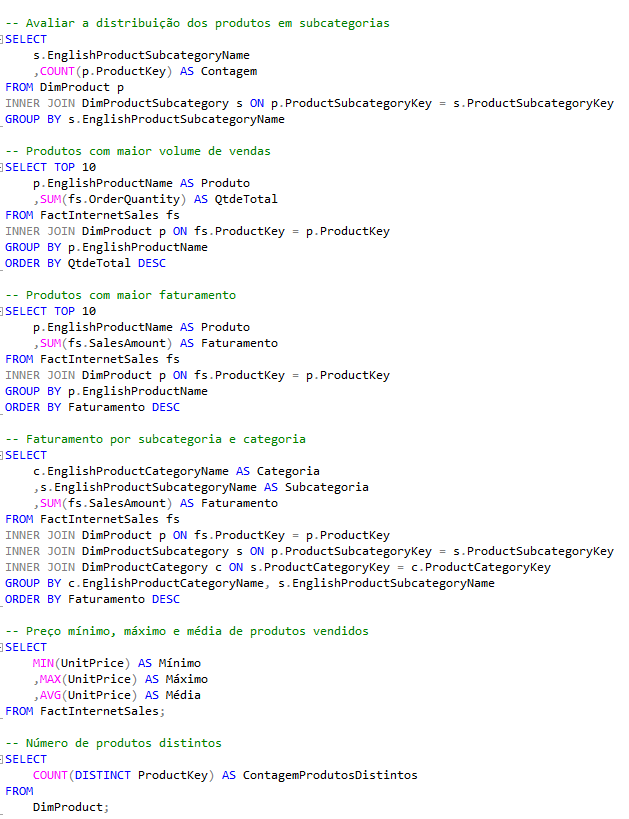 -- Avaliar a distribuição dos produtos em subcategorias
SELECT
    s.EnglishProductSubcategoryName
    ,COUNT(p.ProductKey) AS Contagem
FROM DimProduct p
INNER JOIN DimProductSubcategory s ON p.ProductSubcategoryKey = s.ProductSubcategoryKey
GROUP BY s.EnglishProductSubcategoryName

-- Produtos com maior volume de vendas
SELECT TOP 10
    p.EnglishProductName AS Produto
    ,SUM(fs.OrderQuantity) AS QtdeTotal
FROM FactInternetSales fs
INNER JOIN DimProduct p ON fs.ProductKey = p.ProductKey
GROUP BY p.EnglishProductName
ORDER BY QtdeTotal DESC

-- Produtos com maior faturamento
SELECT TOP 10
    p.EnglishProductName AS Produto
    ,SUM(fs.SalesAmount) AS Faturamento
FROM FactInternetSales fs
INNER JOIN DimProduct p ON fs.ProductKey = p.ProductKey
GROUP BY p.EnglishProductName
ORDER BY Faturamento DESC

-- Faturamento por subcategoria e categoria
SELECT
    c.EnglishProductCategoryName AS Categoria
    ,s.EnglishProductSubcategoryName AS Subcategoria
    ,SUM(fs.SalesAmount) AS Faturamento
FROM FactInternetSales fs
INNER JOIN DimProduct p ON fs.ProductKey = p.ProductKey
INNER JOIN DimProductSubcategory s ON p.ProductSubcategoryKey = s.ProductSubcategoryKey
INNER JOIN DimProductCategory c ON s.ProductCategoryKey = c.ProductCategoryKey
GROUP BY c.EnglishProductCategoryName, s.EnglishProductSubcategoryName
ORDER BY Faturamento DESC

-- Preço mínimo, máximo e média de produtos vendidos
SELECT
    MIN(UnitPrice) AS Mínimo
    ,MAX(UnitPrice) AS Máximo
    ,AVG(UnitPrice) AS Média
FROM FactInternetSales;

-- Número de produtos distintos
SELECT
    COUNT(DISTINCT ProductKey) AS ContagemProdutosDistintos
FROM
    DimProduct;